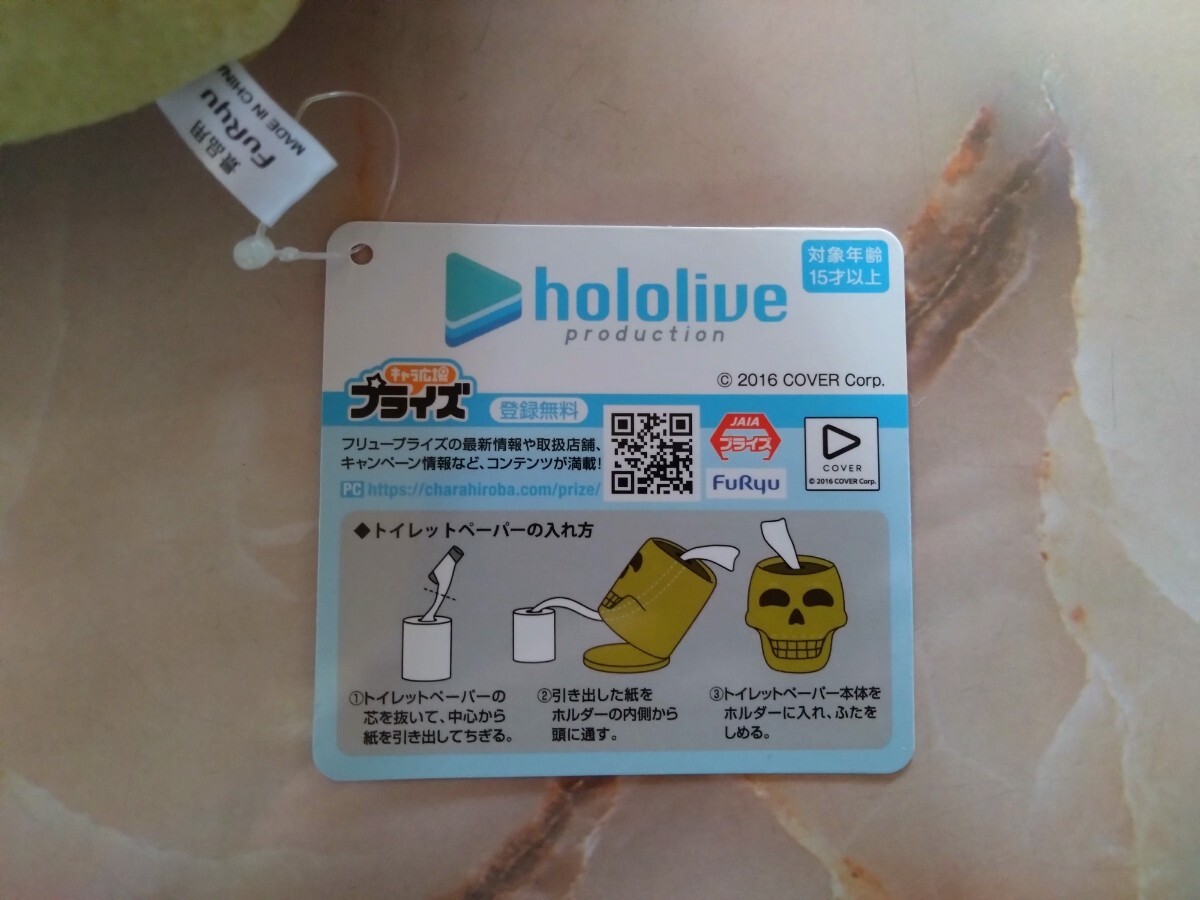 景品用
FuRyu
MADE IN CHINA
hololive
production
対象年齢
15才以上
© 2016 COVER Corp.
キャラ広場
プライズ
登録無料
フリュープライズの最新情報や取扱店舗、
キャンペーン情報など、コンテンツが満載!
PC https://charahiroba.com/prize/
JAIA
プライズ
FuRyu
COVER
© 2016 COVER Corp.
◆トイレットペーパーの入れ方
①トイレットペーパーの
芯を抜いて、中心から
紙を引き出してちぎる。
②引き出した紙を
ホルダーの内側から
頭に通す。
③トイレットペーパー本体を
ホルダーに入れ、ふたを
しめる。